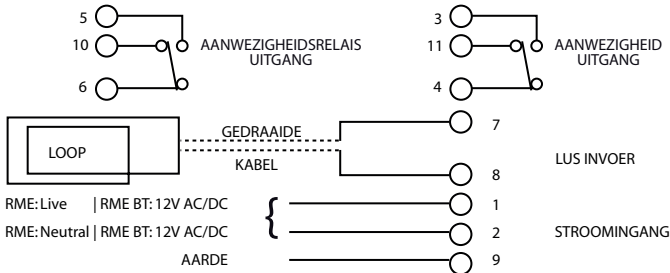 5
10
6
AANWEZIGHEIDSRELAIS
UITGANG
3
11
4
AANWEZIGHEID
UITGANG
LOOP
GEDRAAIDE
KABEL
7
8
LUS INVOER
RME: Live | RME BT: 12V AC/DC
RME: Neutral | RME BT: 12V AC/DC
{
1
2
STROOMINGANG
AARDE
9